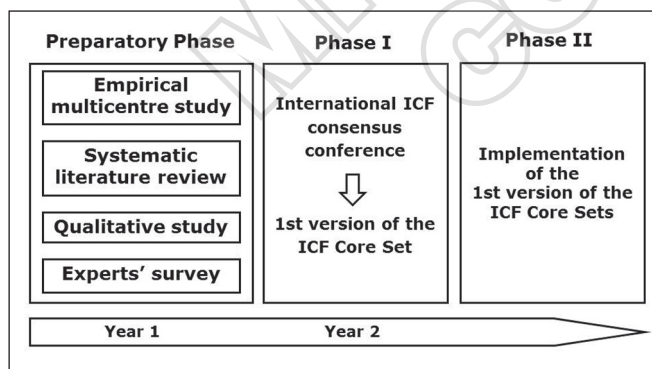 Preparatory Phase
Empirical
multicentre study
Systematic
literature review
Qualitative study
Experts' survey
Phase I
International ICF
consensus
conference
1st version of the
ICF Core Set
Phase II
Implementation
of the
1st version of the
ICF Core Sets
Year 1
Year 2